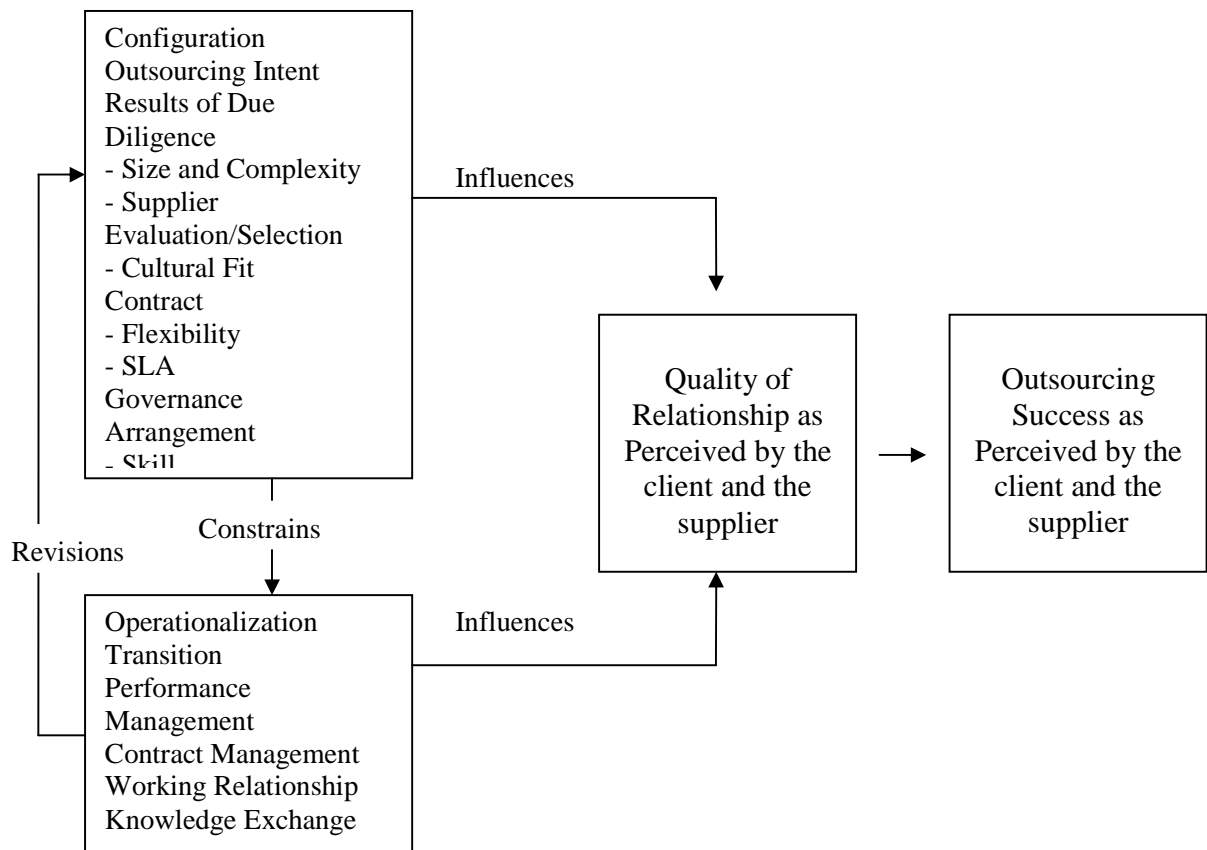 Configuration
Outsourcing Intent
Results of Due
Diligence
- Size and Complexity
- Supplier
Evaluation/Selection
- Cultural Fit
Contract
- Flexibility
- SLA
Governance
Arrangement
- Skill
Influences
Constrains
Revisions
Operationalization
Transition
Performance
Management
Contract Management
Working Relationship
Knowledge Exchange
Influences
Quality of
Relationship as
Perceived by the
client and the
supplier
Outsourcing
Success as
Perceived by the
client and the
supplier